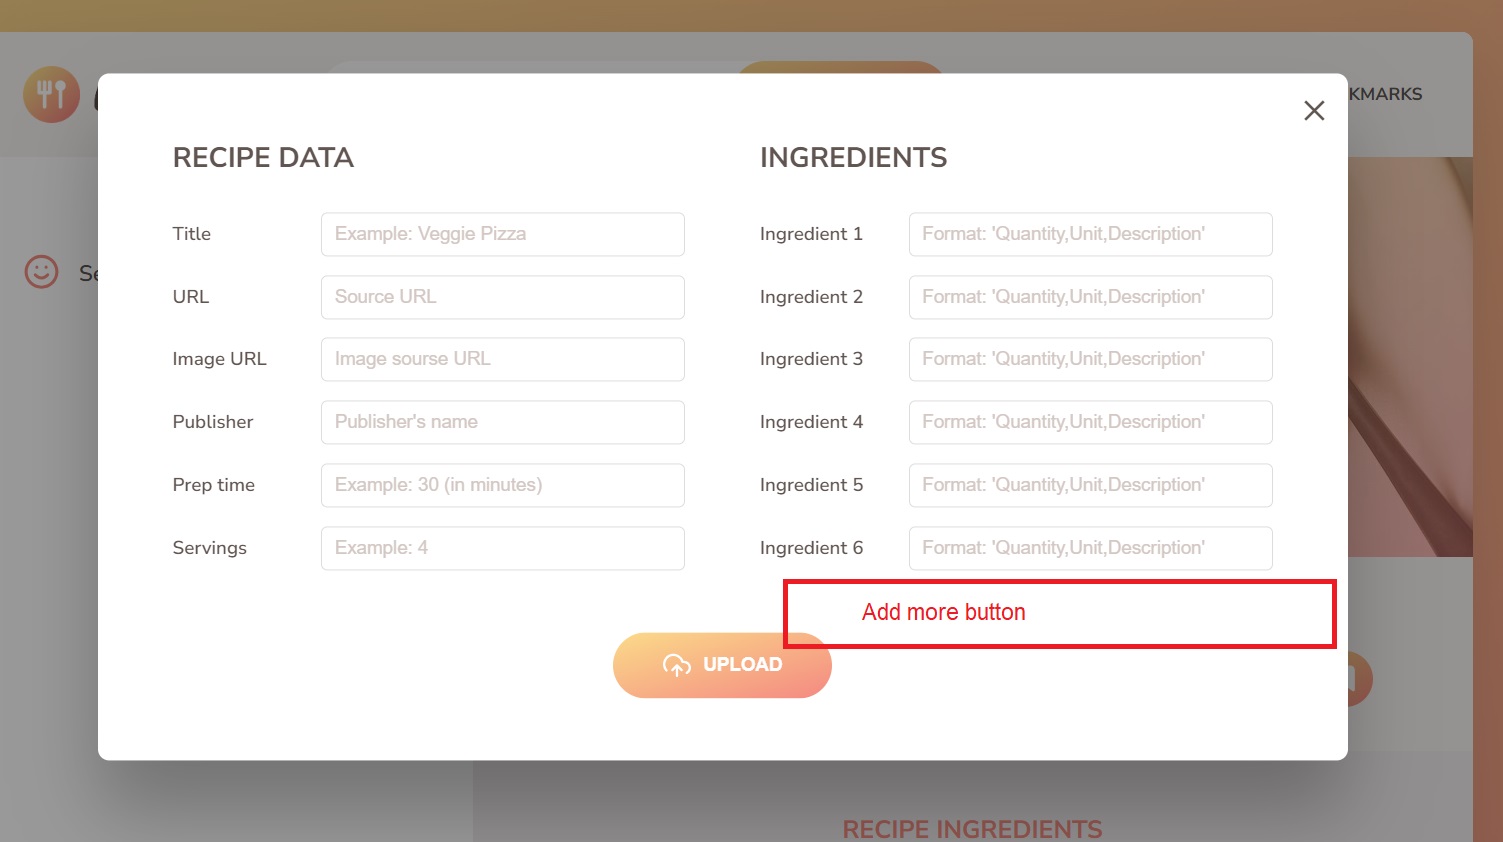 KMARKS
RECIPE DATA
Title
Example: Veggie Pizza
URL
Source URL
Image URL
Image sourse URL
Publisher
Publisher's name
Prep time
Example: 30 (in minutes)
Servings
Example: 4
INGREDIENTS
Ingredient 1
Format: 'Quantity,Unit,Description'
Ingredient 2
Format: 'Quantity,Unit,Description'
Ingredient 3
Format: 'Quantity,Unit,Description'
Ingredient 4
Format: 'Quantity,Unit,Description'
Ingredient 5
Format: 'Quantity,Unit,Description'
Ingredient 6
Format: 'Quantity,Unit,Description'
Add more button
UPLOAD
Se
RECIPE INGREDIENTS